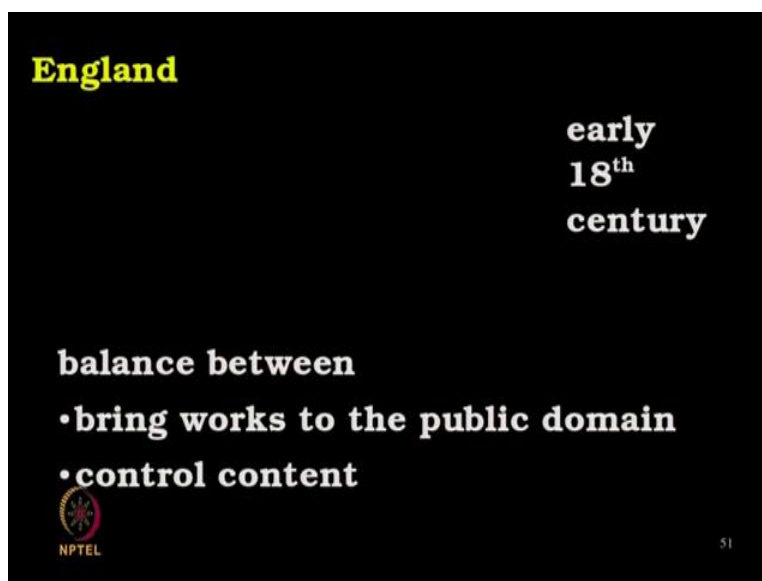 England
early
18th
century
balance between
•bring works to the public domain
•control content
NPTEL
51